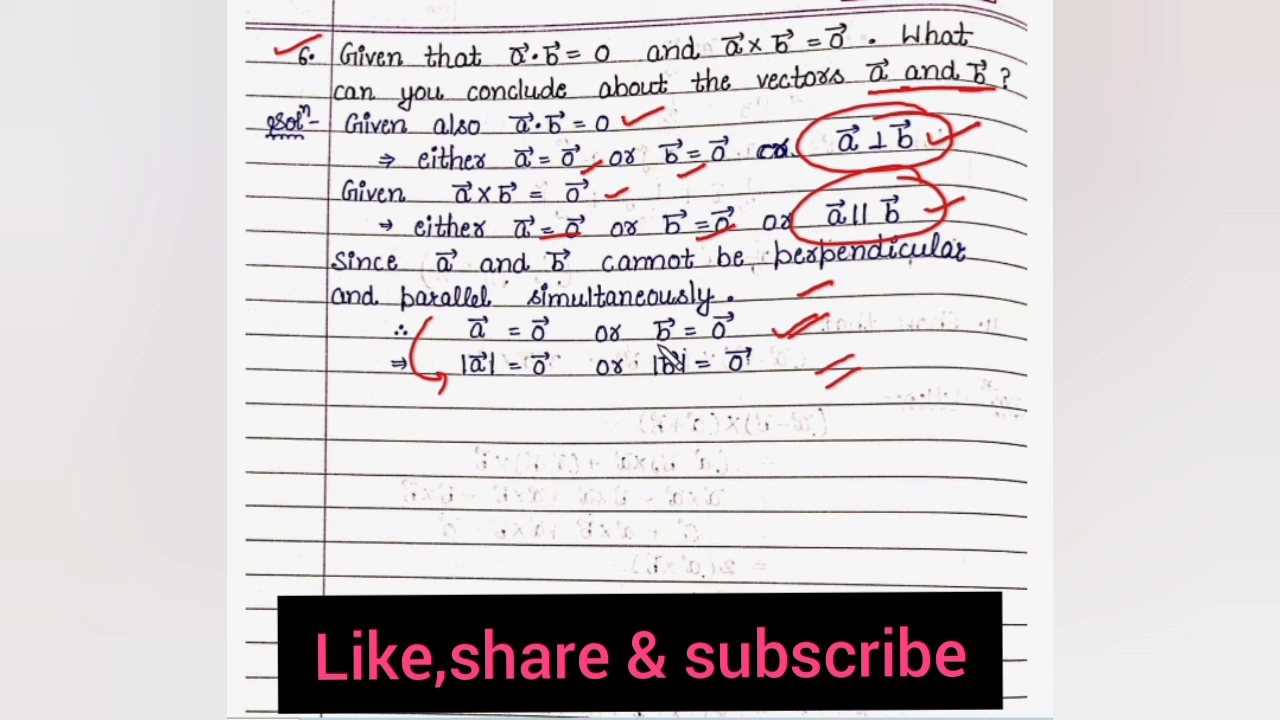 6. Given that a⃗·b⃗ = 0 and a⃗×b⃗ = 0⃗. What
can you conclude about the vectors a⃗ and b⃗ ?
Solⁿ- Given also a⃗·b⃗ = 0
⇒ either a⃗ = 0⃗ or b⃗ = 0⃗ or a⃗ ⊥ b⃗
Given a⃗×b⃗ = 0⃗
→ either a⃗ = 0⃗ or b⃗ = 0⃗ or a⃗ || b⃗
Since a⃗ and b⃗ cannot be perpendicular
and parallel simultaneously.
∴ a⃗ = 0⃗ or b⃗ = 0⃗
⇒ |a⃗| = 0⃗ or |b⃗| = 0⃗
Like,share & subscribe